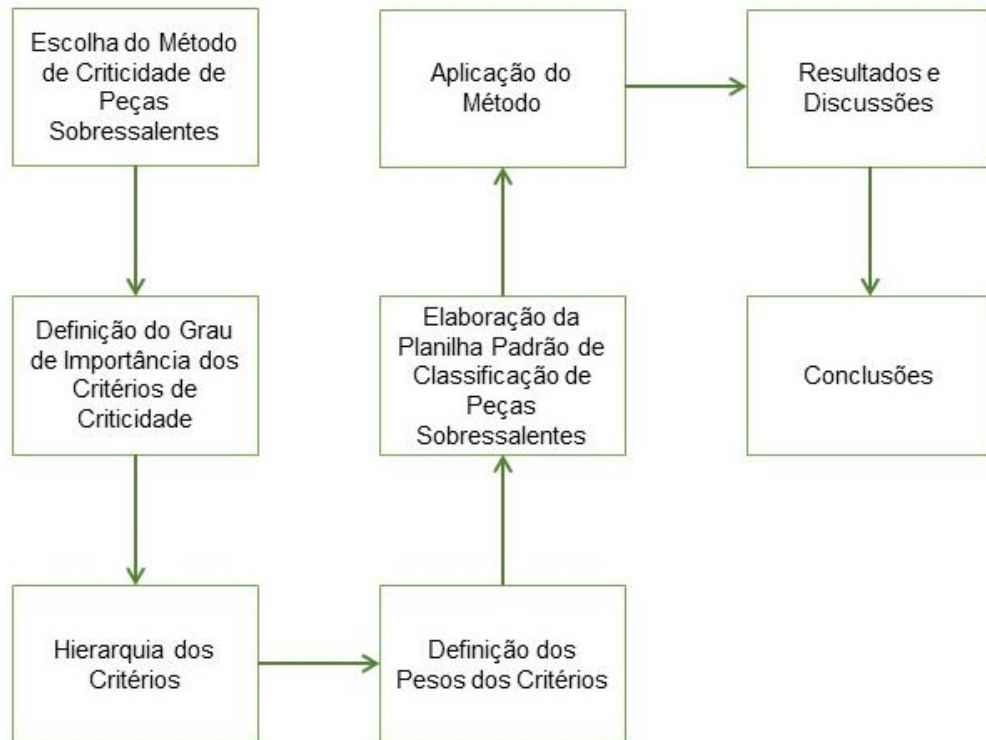 Escolha do Método
de Criticidade de
Peças
Sobressalentes
Definição do Grau
de Importância dos
Critérios de
Criticidade
Hierarquia dos
Critérios
Definição dos
Pesos dos Critérios
Elaboração da
Planilha Padrão de
Classificação de
Peças
Sobressalentes
Aplicação do
Método
Resultados e
Discussões
Conclusões